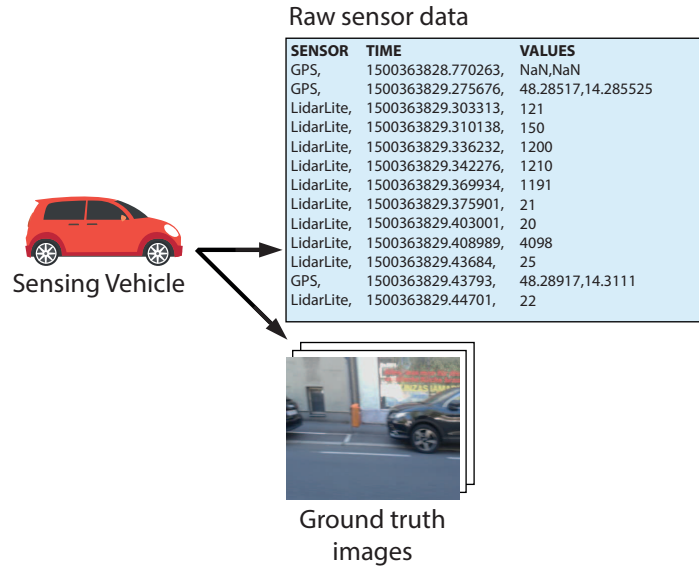 Raw sensor data
SENSOR TIME VALUES
GPS, 1500363828.770263, NaN,NaN
GPS, 1500363829.275676, 48.28517,14.285525
LidarLite, 1500363829.303313, 121
LidarLite, 1500363829.310138, 150
LidarLite, 1500363829.336232, 1200
LidarLite, 1500363829.342276, 1210
LidarLite, 1500363829.369934, 1191
LidarLite, 1500363829.375901, 21
LidarLite, 1500363829.403001, 20
LidarLite, 1500363829.408989, 4098
LidarLite, 1500363829.43684, 25
GPS, 1500363829.43793, 48.28917,14.3111
LidarLite, 1500363829.44701, 22
Sensing Vehicle
Ground truth
images